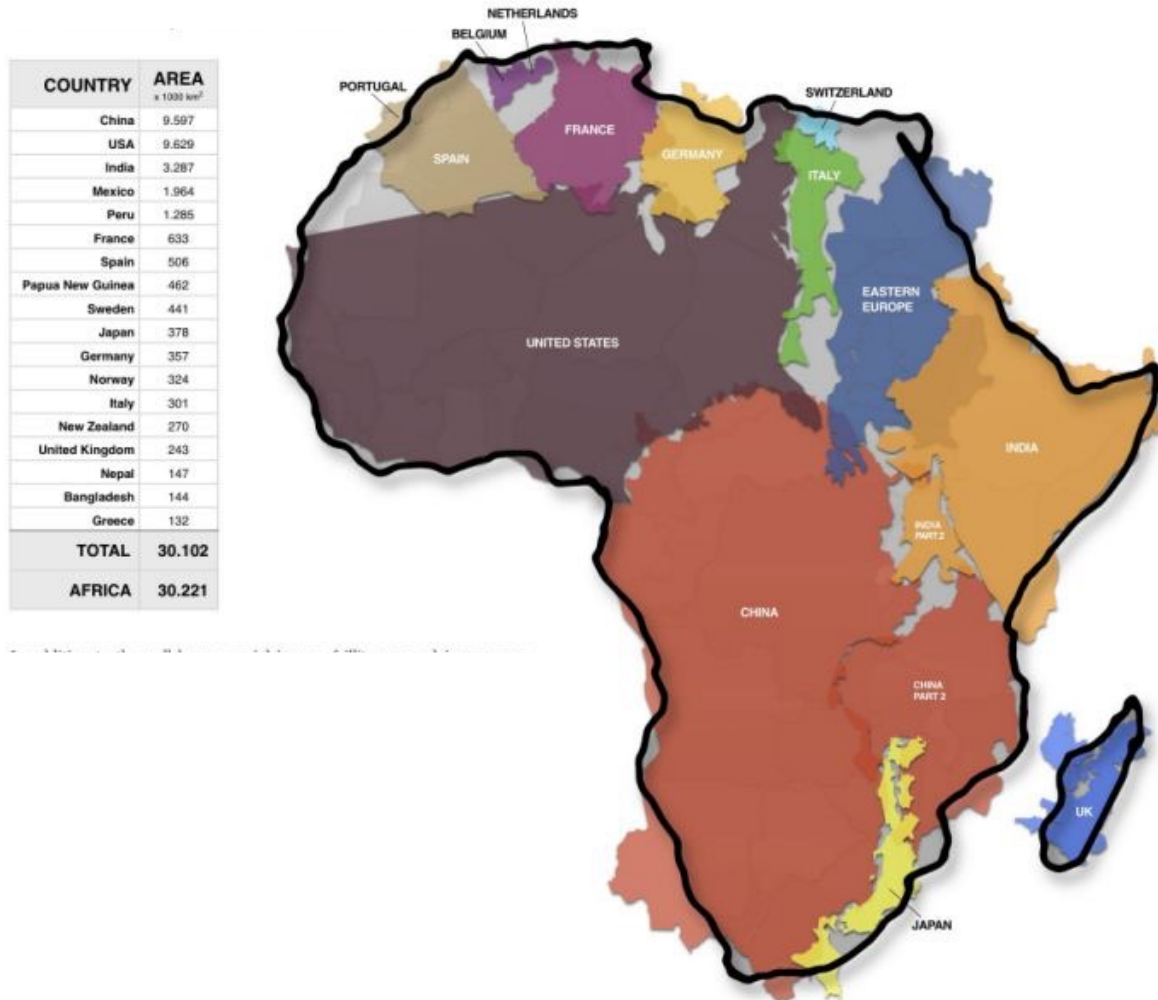 COUNTRY AREA
x 1000 km²
China 9.597
USA 9.629
India 3.287
Mexico 1.964
Peru 1.285
France 633
Spain 506
Papua New Guinea 462
Sweden 441
Japan 378
Germany 357
Norway 324
Italy 301
New Zealand 270
United Kingdom 243
Nepal 147
Bangladesh 144
Greece 132
TOTAL 30.102
AFRICA 30.221
NETHERLANDS
BELGIUM
PORTUGAL
SWITZERLAND
FRANCE
SPAIN
GERMANY
ITALY
EASTERN
EUROPE
UNITED STATES
INDIA
INDIA
PART 2
CHINA
CHINA
PART 2
UK
JAPAN